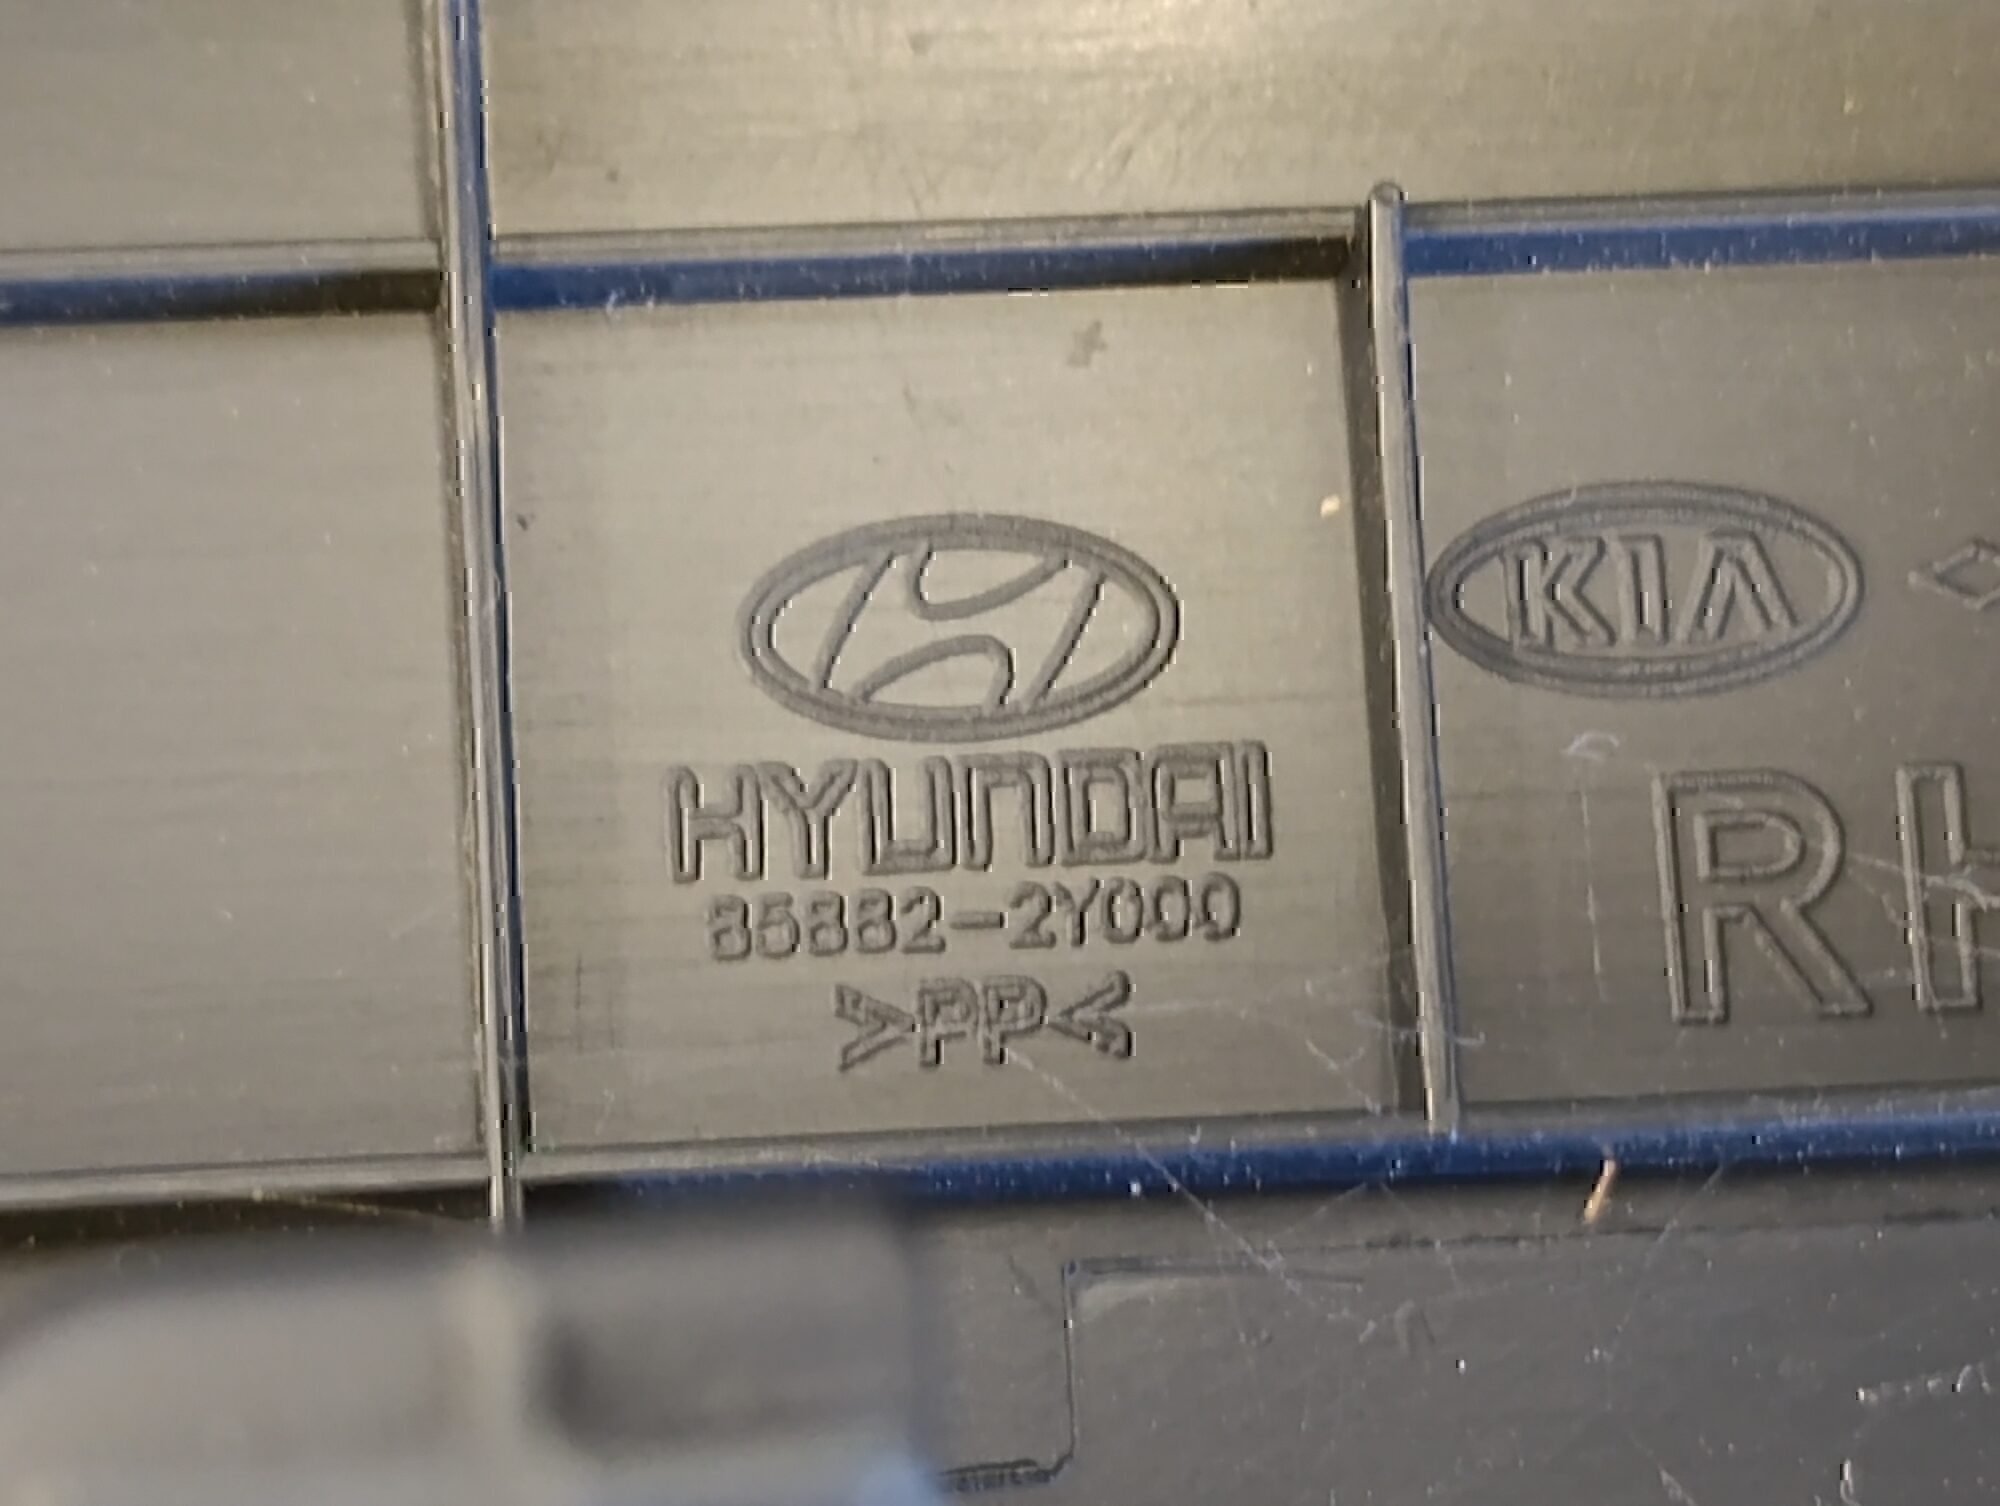 HYUNDAI
85882-2Y000
>PP<
KIA
RH